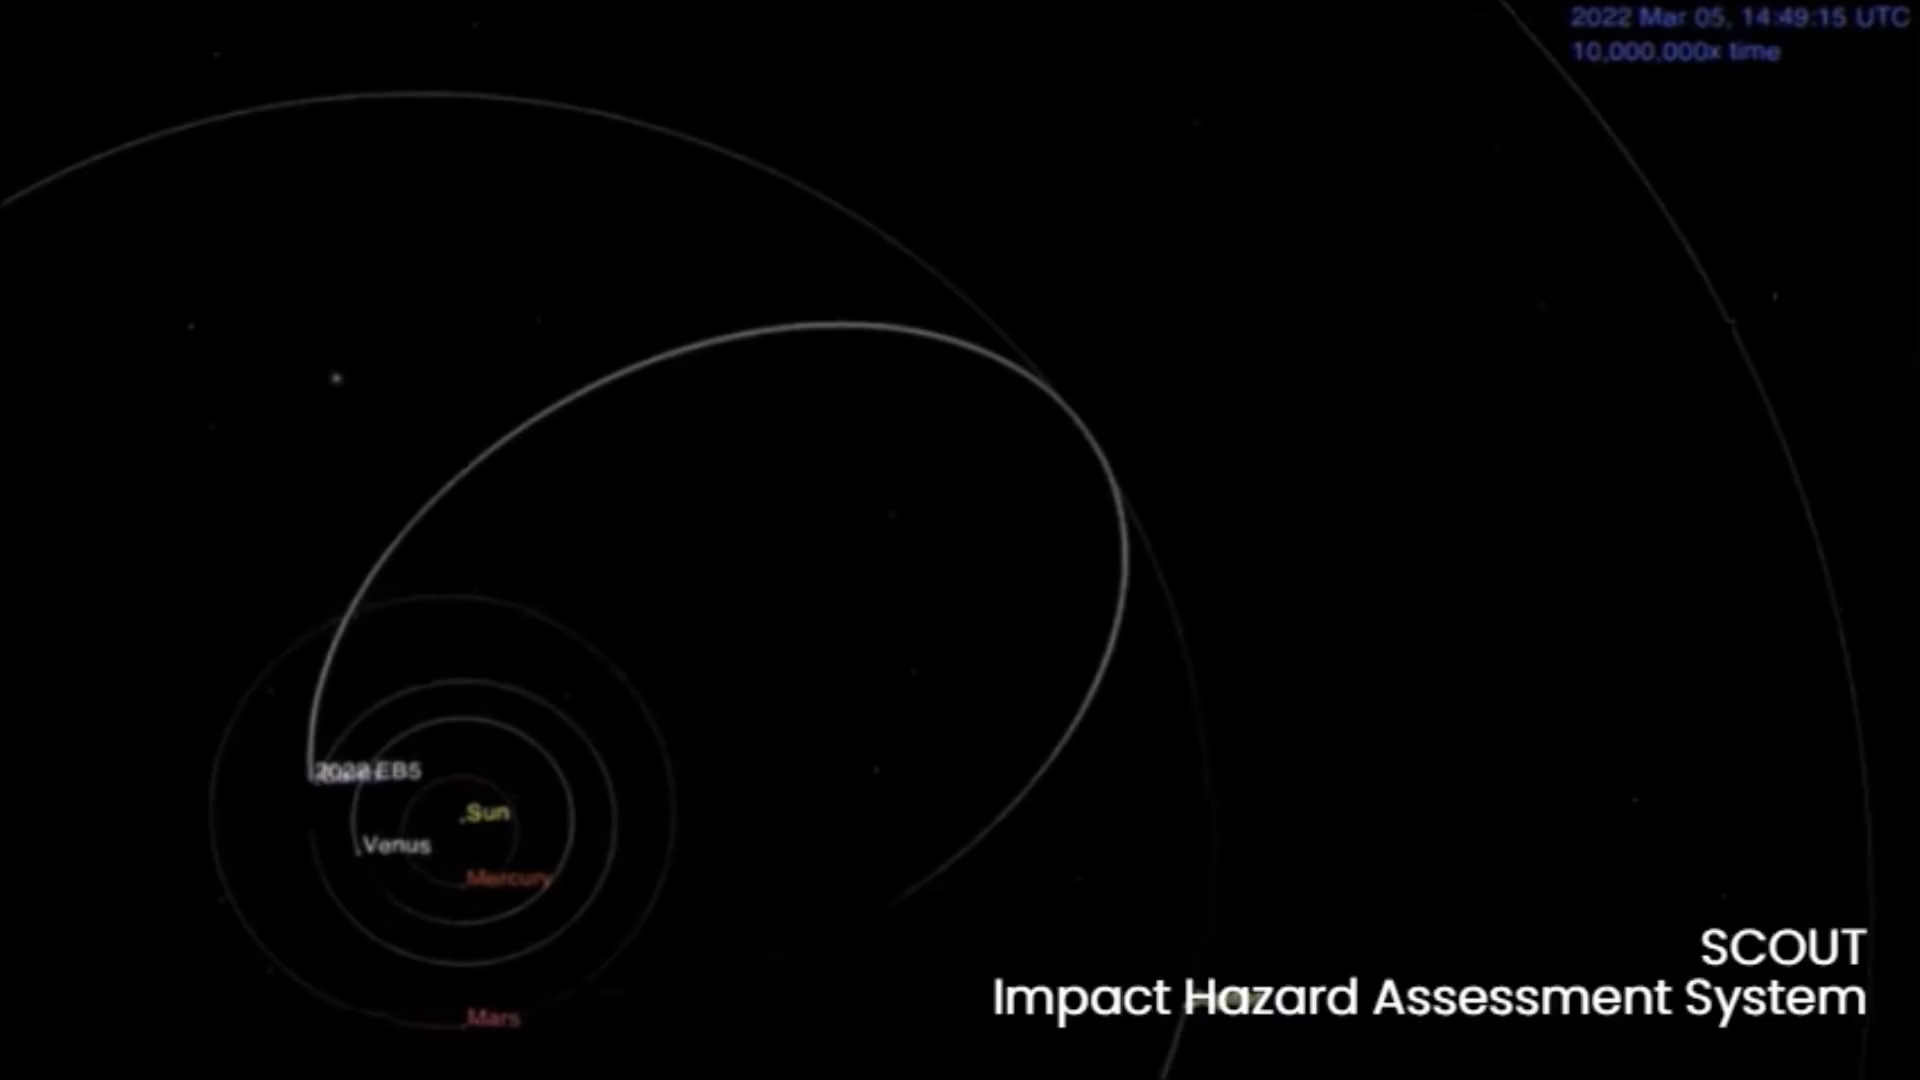 2022 Mar 05, 14:49:15 UTC
10,000,000x time
2022 EB5
Sun
Venus
Mercury
Mars
SCOUT
Impact Hazard Assessment System